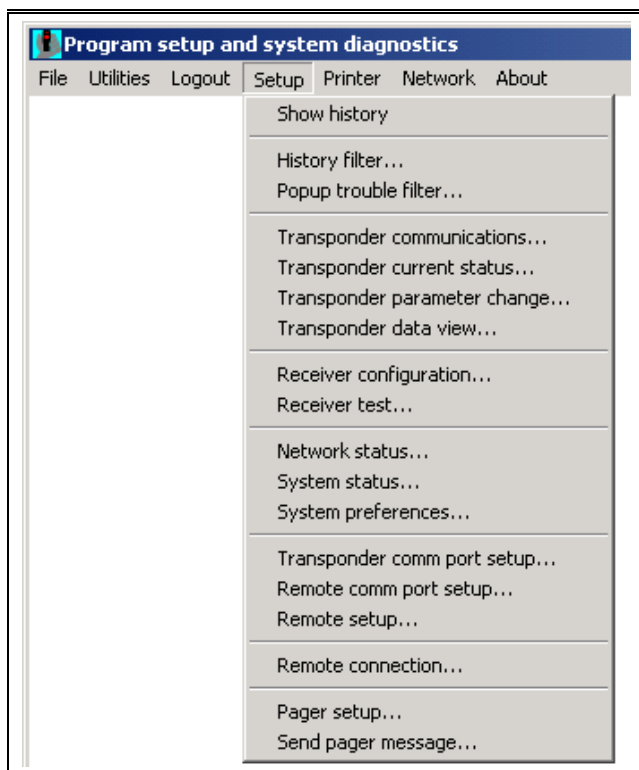 Program setup and system diagnostics
File Utilities Logout Setup Printer Network About
Show history
History filter...
Popup trouble filter...
Transponder communications...
Transponder current status...
Transponder parameter change...
Transponder data view...
Receiver configuration...
Receiver test...
Network status...
System status...
System preferences...
Transponder comm port setup...
Remote comm port setup...
Remote setup...
Remote connection...
Pager setup...
Send pager message...